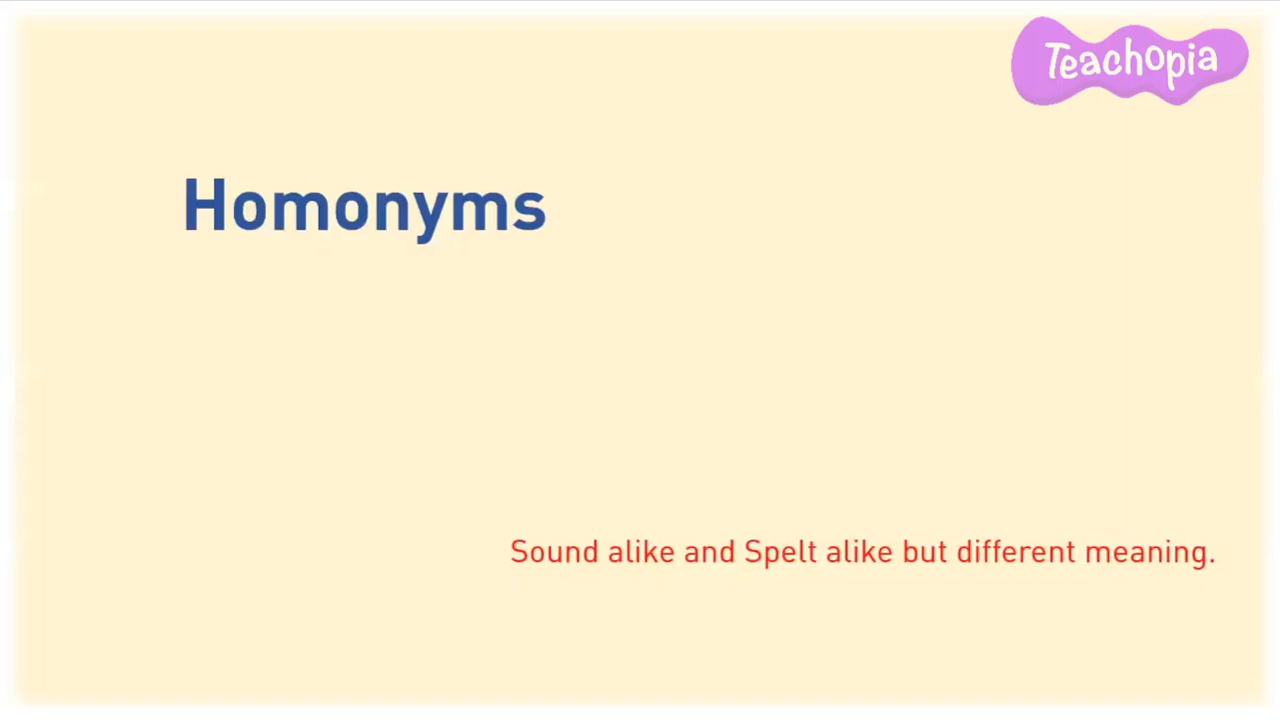 Teachopia
Homonyms
Sound alike and Spelt alike but different meaning.